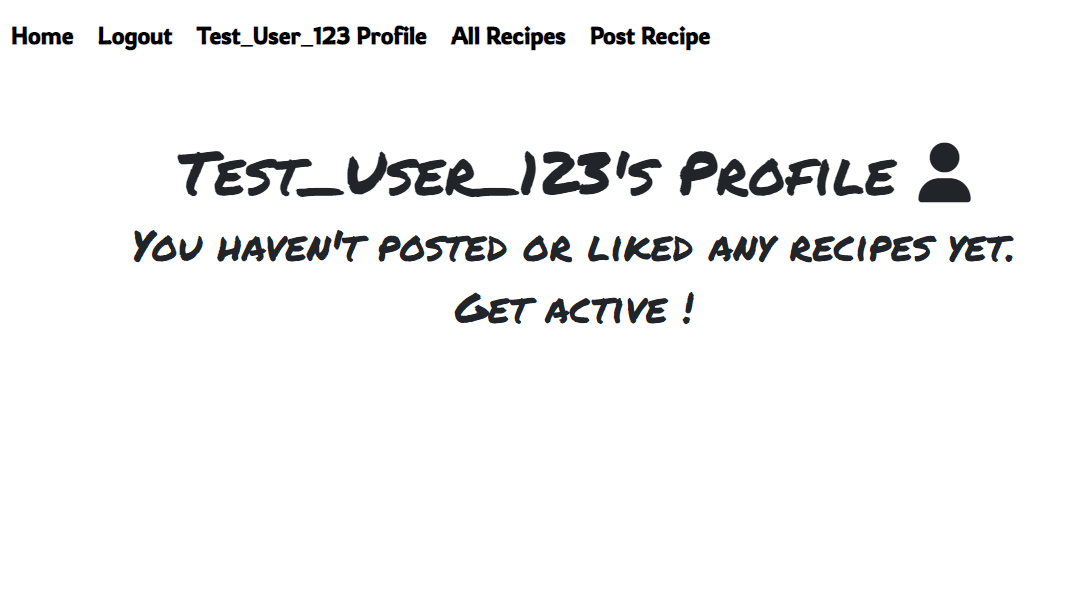 Home Logout Test_User_123 Profile All Recipes Post Recipe
Test_User_123's Profile
You haven't posted or liked any recipes yet.
Get active !